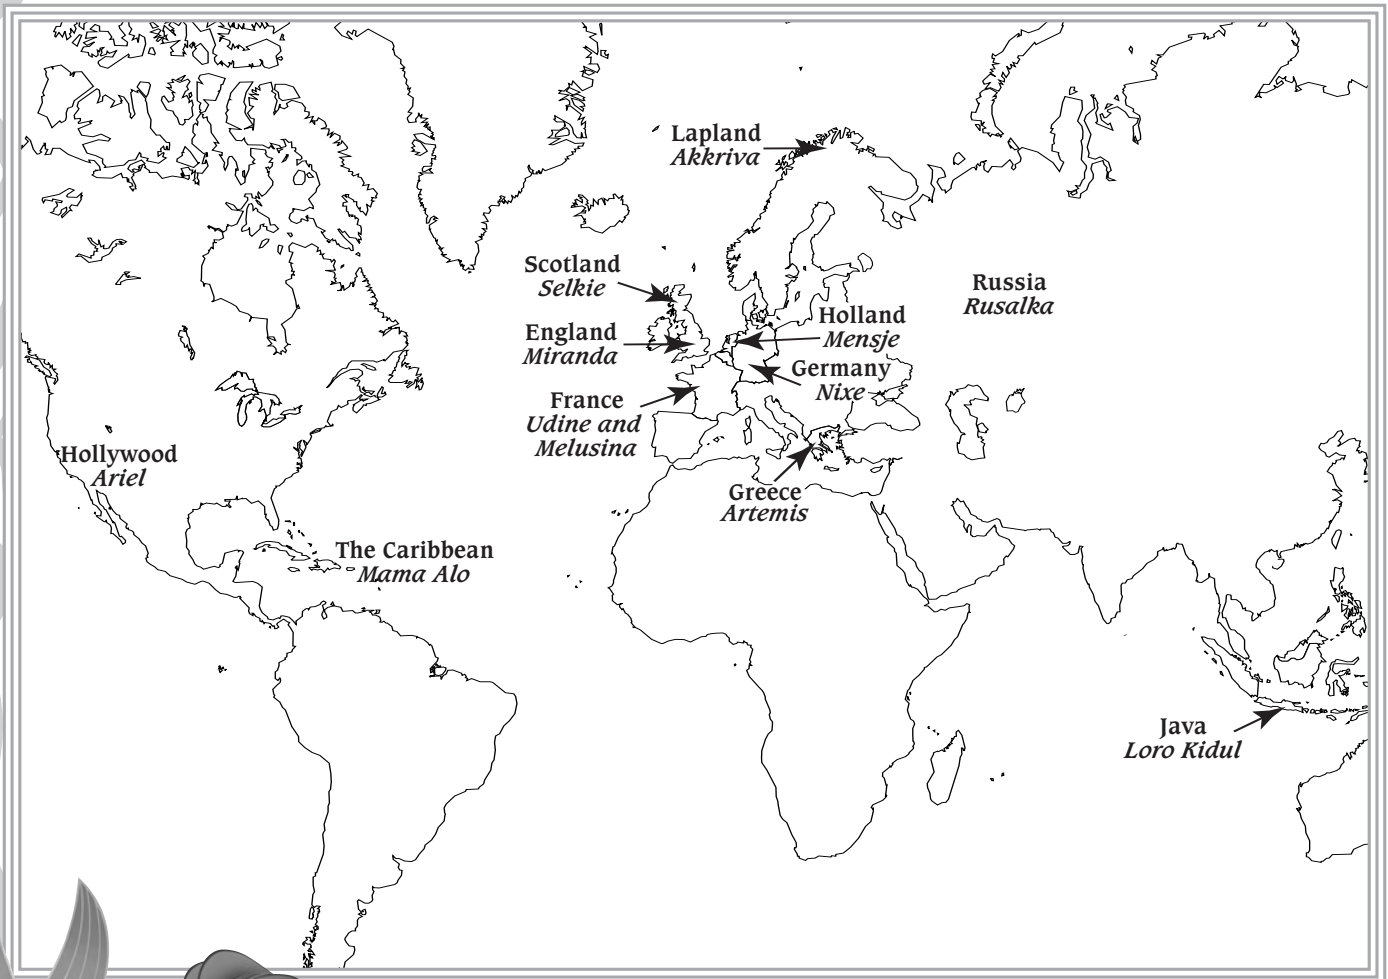 Lapland
Akkriva
Scotland
Selkie
Russia
Rusalka
Holland
Mensje
England
Miranda
Germany
Nixe
France
Udine and
Melusina
Hollywood
Ariel
Greece
Artemis
The Caribbean
Mama Alo
Java
Loro Kidul